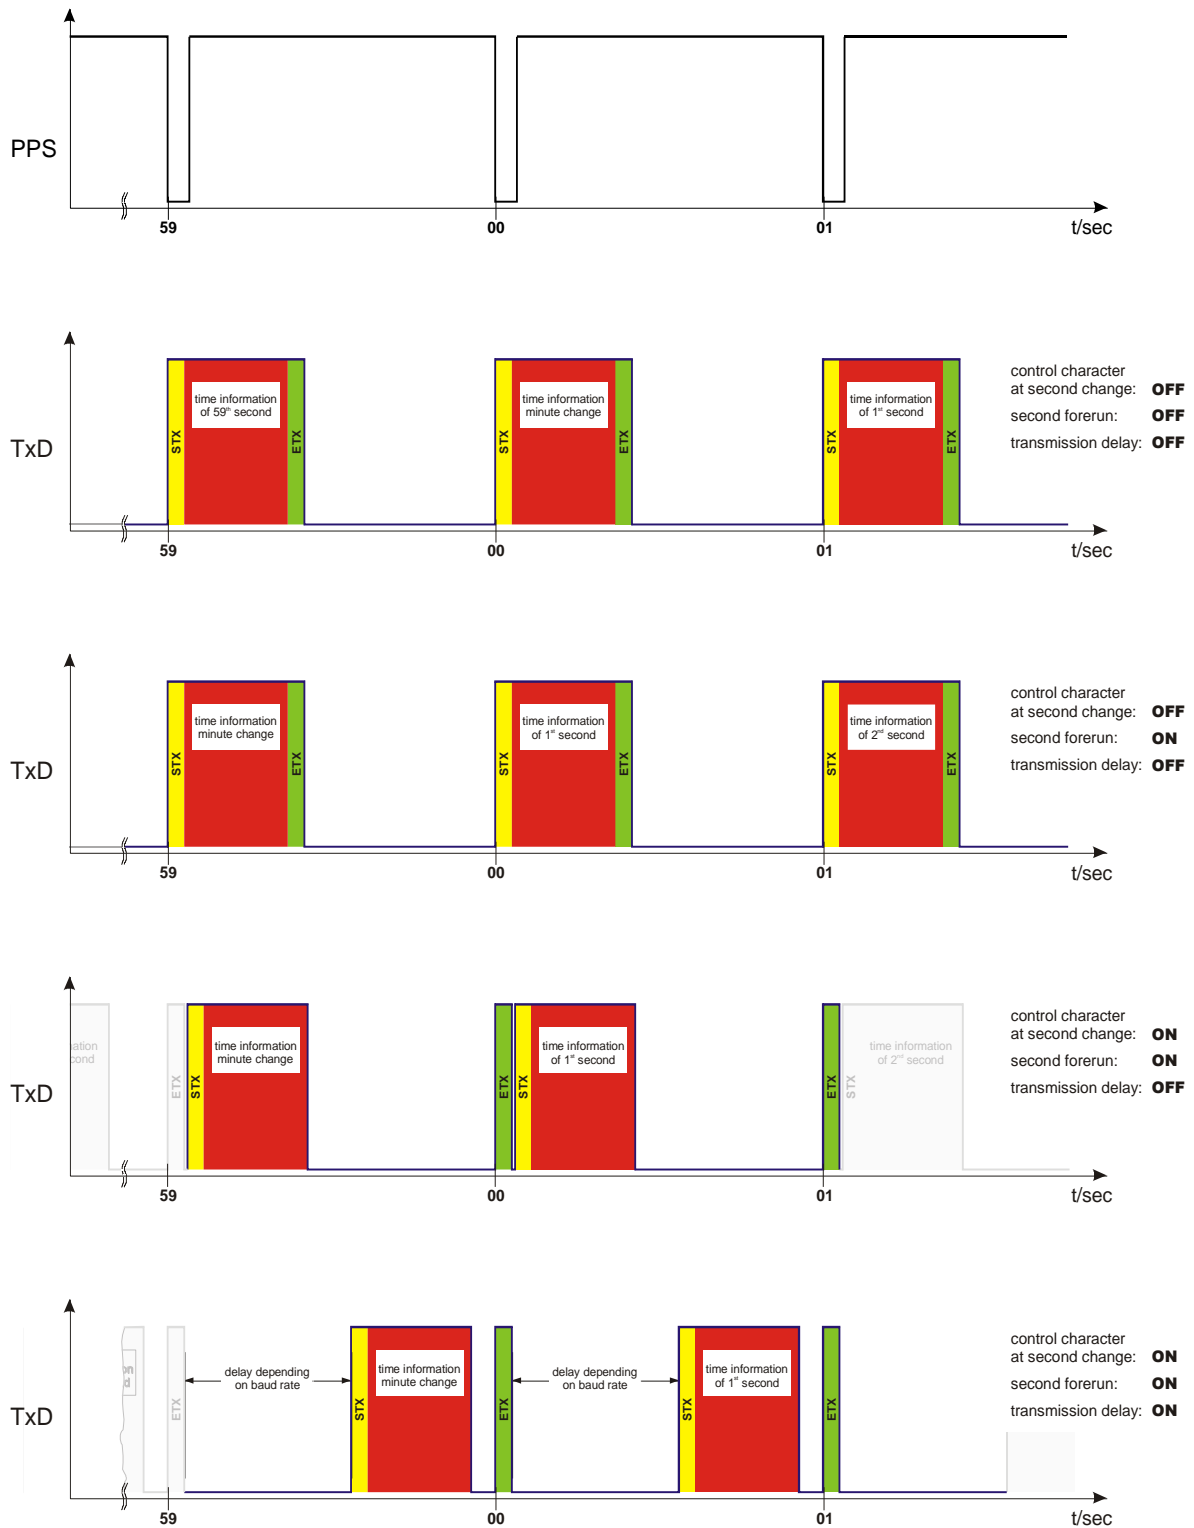 PPS
59
00
01
t/sec
time information
of 59th second
time information
minute change
time information
of 1st second
STX
ETX
STX
ETX
STX
ETX
control character
at second change: OFF
second forerun: OFF
transmission delay: OFF
TxD
59
00
01
t/sec
time information
minute change
time information
of 1st second
time information
of 2nd second
STX
ETX
STX
ETX
STX
ETX
control character
at second change: OFF
second forerun: ON
transmission delay: OFF
TxD
59
00
01
t/sec
time information
minute change
time information
of 1st second
time information
of 2nd second
ETX
STX
ETX
STX
ETX
STX
control character
at second change: ON
second forerun: ON
transmission delay: OFF
TxD
59
00
01
t/sec
delay depending
on baud rate
time information
minute change
delay depending
on baud rate
time information
of 1st second
ETX
STX
ETX
STX
ETX
control character
at second change: ON
second forerun: ON
transmission delay: ON
TxD
59
00
01
t/sec